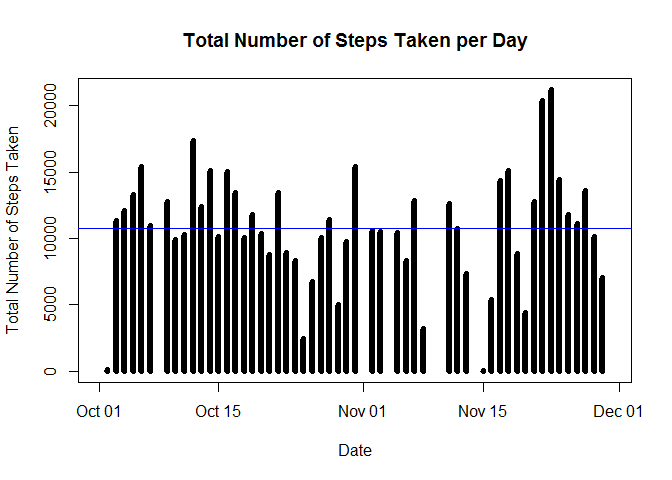 Total Number of Steps Taken per Day
Total Number of Steps Taken
20000
15000
10000
5000
0
Oct 01 Oct 15 Nov 01 Nov 15 Dec 01
Date